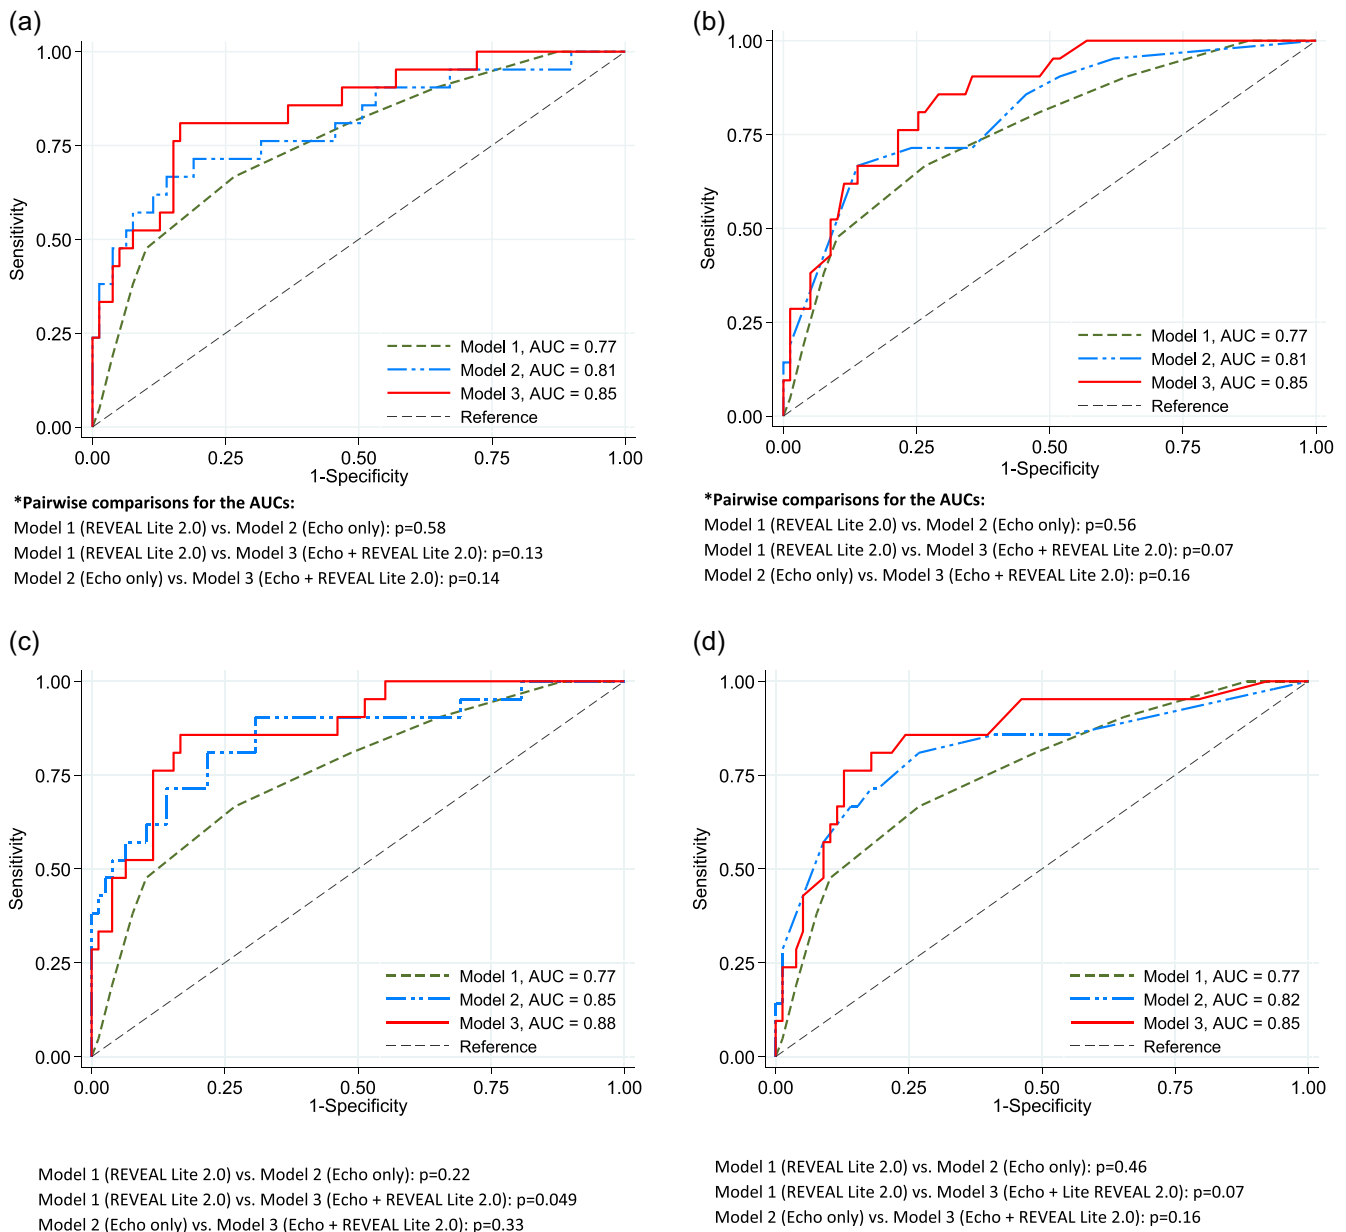 (a)
1.00
0.75
0.50
0.25
0.00
Sensitivity
Model 1, AUC = 0.77
Model 2, AUC = 0.81
Model 3, AUC = 0.85
Reference
0.00 0.25 0.50 0.75 1.00
1-Specificity
*Pairwise comparisons for the AUCs:
Model 1 (REVEAL Lite 2.0) vs. Model 2 (Echo only): p=0.58
Model 1 (REVEAL Lite 2.0) vs. Model 3 (Echo + REVEAL Lite 2.0): p=0.13
Model 2 (Echo only) vs. Model 3 (Echo + REVEAL Lite 2.0): p=0.14
(b)
1.00
0.75
0.50
0.25
0.00
Sensitivity
Model 1, AUC = 0.77
Model 2, AUC = 0.81
Model 3, AUC = 0.85
Reference
0.00 0.25 0.50 0.75 1.00
1-Specificity
*Pairwise comparisons for the AUCs:
Model 1 (REVEAL Lite 2.0) vs. Model 2 (Echo only): p=0.56
Model 1 (REVEAL Lite 2.0) vs. Model 3 (Echo + REVEAL Lite 2.0): p=0.07
Model 2 (Echo only) vs. Model 3 (Echo + REVEAL Lite 2.0): p=0.16
(c)
1.00
0.75
0.50
0.25
0.00
Sensitivity
Model 1, AUC = 0.77
Model 2, AUC = 0.85
Model 3, AUC = 0.88
Reference
0.00 0.25 0.50 0.75 1.00
1-Specificity
Model 1 (REVEAL Lite 2.0) vs. Model 2 (Echo only): p=0.22
Model 1 (REVEAL Lite 2.0) vs. Model 3 (Echo + REVEAL Lite 2.0): p=0.049
Model 2 (Echo only) vs. Model 3 (Echo + REVEAL Lite 2.0): p=0.33
(d)
1.00
0.75
0.50
0.25
0.00
Sensitivity
Model 1, AUC = 0.77
Model 2, AUC = 0.82
Model 3, AUC = 0.85
Reference
0.00 0.25 0.50 0.75 1.00
1-Specificity
Model 1 (REVEAL Lite 2.0) vs. Model 2 (Echo only): p=0.46
Model 1 (REVEAL Lite 2.0) vs. Model 3 (Echo + Lite REVEAL 2.0): p=0.07
Model 2 (Echo only) vs. Model 3 (Echo + REVEAL Lite 2.0): p=0.16